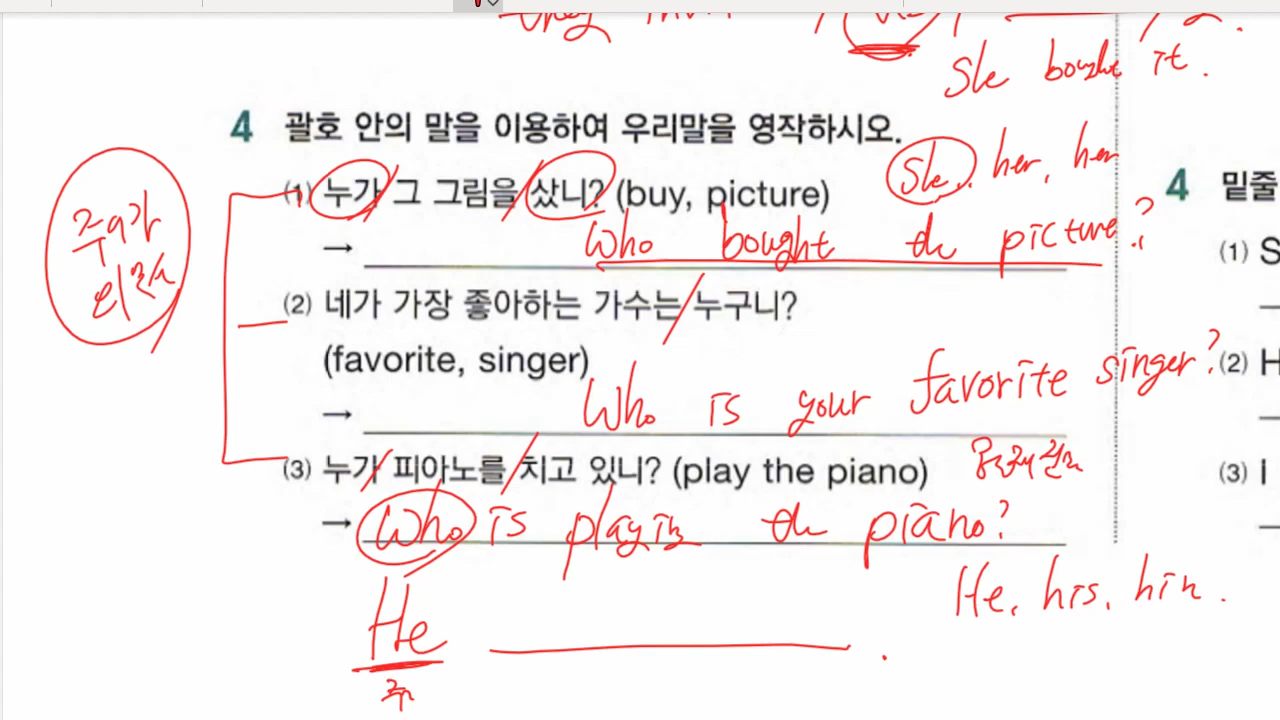 they
She bought it.
4 괄호 안의 말을 이용하여 우리말을 영작하시오.
She, her, her
(1) 누가 그 그림을 샀니? (buy, picture)
→ Who bought the picture?
주어가
의문사
(2) 네가 가장 좋아하는 가수는 누구니?
(favorite, singer)
→ Who is your favorite singer?
(3) 누가 피아노를 치고 있니? (play the piano)
→ Who is playing the piano?
He, his, him.
He .
주
4 밑줄
(1) S
(2) H
(3) I